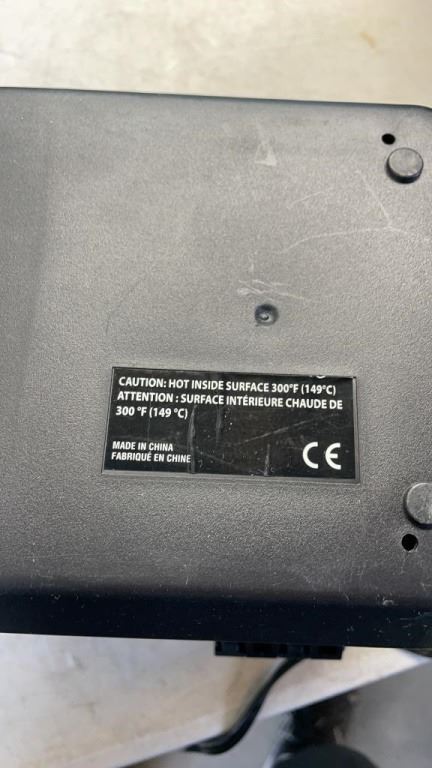 CAUTION: HOT INSIDE SURFACE 300°F (149°C)
ATTENTION : SURFACE INTÉRIEURE CHAUDE DE
300 °F (149 °C)
MADE IN CHINA
FABRIQUÉ EN CHINE
CE